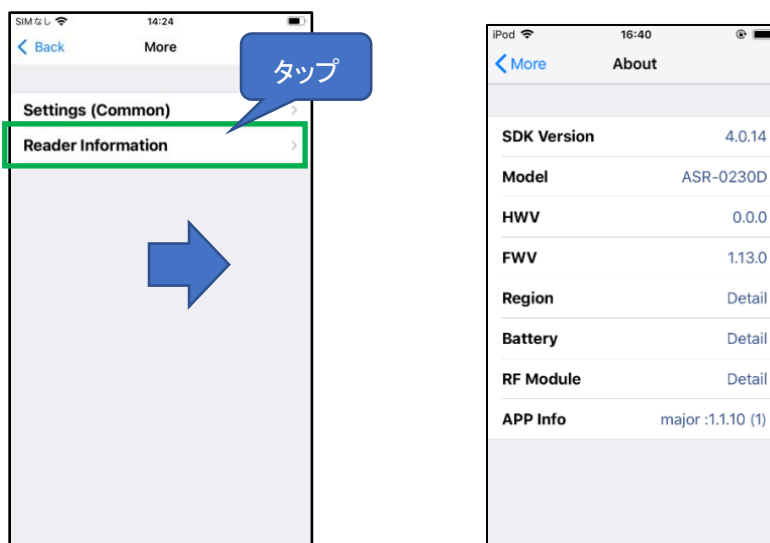 SIMなし 14:24
Back More
タップ
Settings (Common)
Reader Information
iPod 16:40
More About
SDK Version 4.0.14
Model ASR-0230D
HWV 0.0.0
FWV 1.13.0
Region Detail
Battery Detail
RF Module Detail
APP Info major :1.1.10 (1)